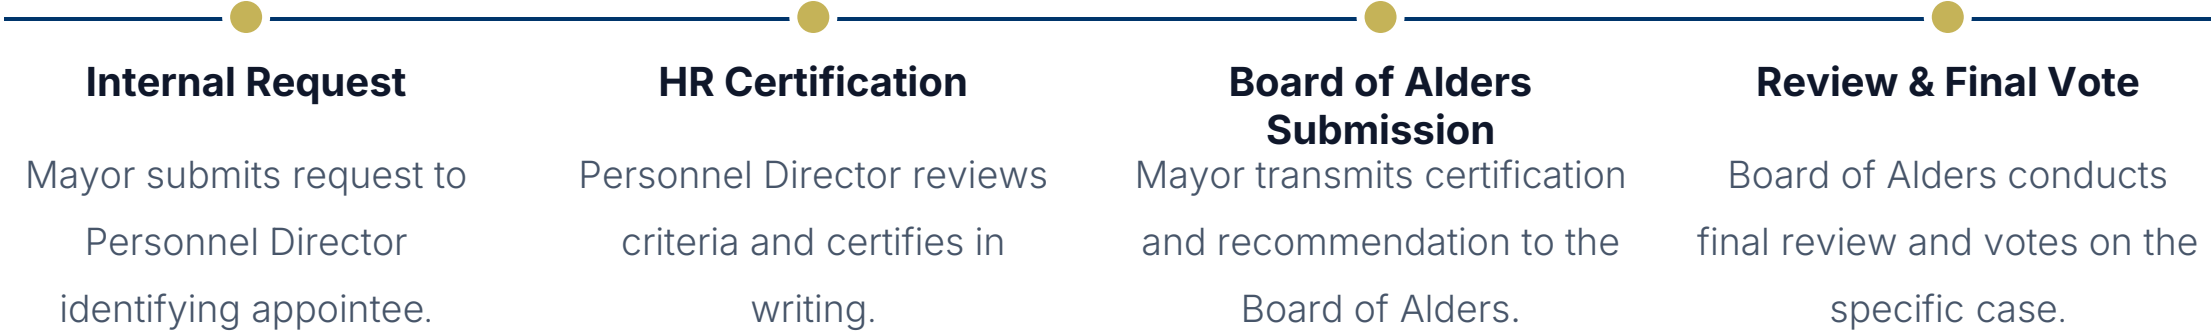 Internal Request
Mayor submits request to
Personnel Director
identifying appointee.
HR Certification
Personnel Director reviews
criteria and certifies in
writing.
Board of Alders
Submission
Mayor transmits certification
and recommendation to the
Board of Alders.
Review & Final Vote
Board of Alders conducts
final review and votes on the
specific case.